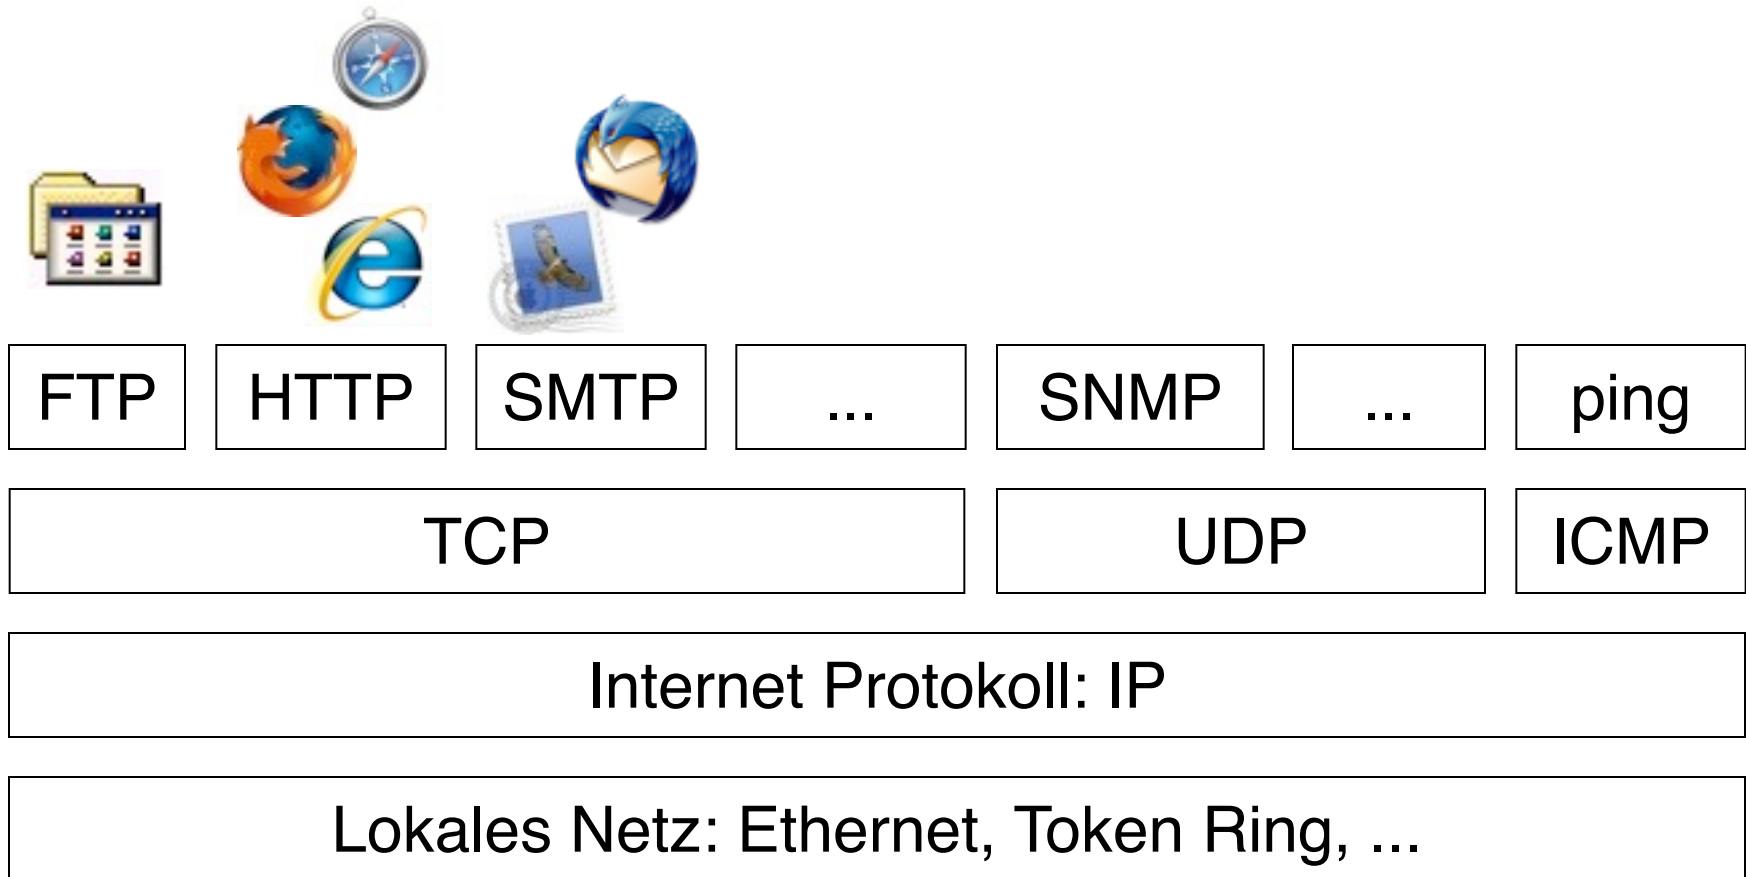 FTP HTTP SMTP ... SNMP ... ping
TCP UDP ICMP
Internet Protokoll: IP
Lokales Netz: Ethernet, Token Ring, ...